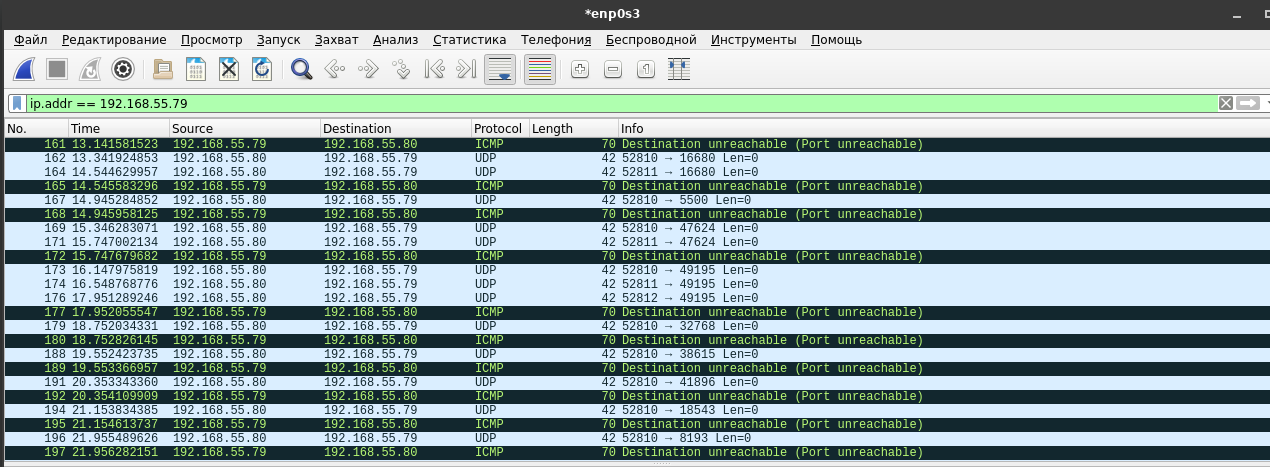 *enp0s3
Файл Редактирование Просмотр Запуск Захват Анализ Статистика Телефония Беспроводной Инструменты Помощь
ip.addr == 192.168.55.79
No. Time Source Destination Protocol Length Info
161 13.141581523 192.168.55.79 192.168.55.80 ICMP 70 Destination unreachable (Port unreachable)
162 13.341924853 192.168.55.80 192.168.55.79 UDP 42 52810 → 16680 Len=0
164 14.544629957 192.168.55.80 192.168.55.79 UDP 42 52811 → 16680 Len=0
165 14.545583296 192.168.55.79 192.168.55.80 ICMP 70 Destination unreachable (Port unreachable)
167 14.945284852 192.168.55.80 192.168.55.79 UDP 42 52810 → 5500 Len=0
168 14.945958125 192.168.55.79 192.168.55.80 ICMP 70 Destination unreachable (Port unreachable)
169 15.346283071 192.168.55.80 192.168.55.79 UDP 42 52810 → 47624 Len=0
171 15.747002134 192.168.55.80 192.168.55.79 UDP 42 52811 → 47624 Len=0
172 15.747679682 192.168.55.79 192.168.55.80 ICMP 70 Destination unreachable (Port unreachable)
173 16.147975819 192.168.55.80 192.168.55.79 UDP 42 52810 → 49195 Len=0
174 16.548768776 192.168.55.80 192.168.55.79 UDP 42 52811 → 49195 Len=0
176 17.951289246 192.168.55.80 192.168.55.79 UDP 42 52812 → 49195 Len=0
177 17.952055547 192.168.55.79 192.168.55.80 ICMP 70 Destination unreachable (Port unreachable)
179 18.752034331 192.168.55.80 192.168.55.79 UDP 42 52810 → 32768 Len=0
180 18.752826145 192.168.55.79 192.168.55.80 ICMP 70 Destination unreachable (Port unreachable)
188 19.552423735 192.168.55.80 192.168.55.79 UDP 42 52810 → 38615 Len=0
189 19.553366957 192.168.55.79 192.168.55.80 ICMP 70 Destination unreachable (Port unreachable)
191 20.353343360 192.168.55.80 192.168.55.79 UDP 42 52810 → 41896 Len=0
192 20.354109909 192.168.55.79 192.168.55.80 ICMP 70 Destination unreachable (Port unreachable)
194 21.153834385 192.168.55.80 192.168.55.79 UDP 42 52810 → 18543 Len=0
195 21.154613737 192.168.55.79 192.168.55.80 ICMP 70 Destination unreachable (Port unreachable)
196 21.955489626 192.168.55.80 192.168.55.79 UDP 42 52810 → 8193 Len=0
197 21.956282151 192.168.55.79 192.168.55.80 ICMP 70 Destination unreachable (Port unreachable)